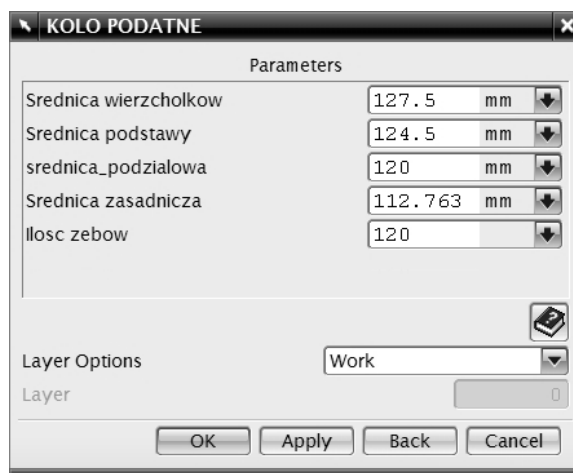 KOLO PODATNE
Parameters
Srednica wierzcholkow 127.5 mm
Srednica podstawy 124.5 mm
srednica_podzialowa 120 mm
Srednica zasadnicza 112.763 mm
Ilosc zebow 120
Layer Options Work
Layer 0
OK Apply Back Cancel